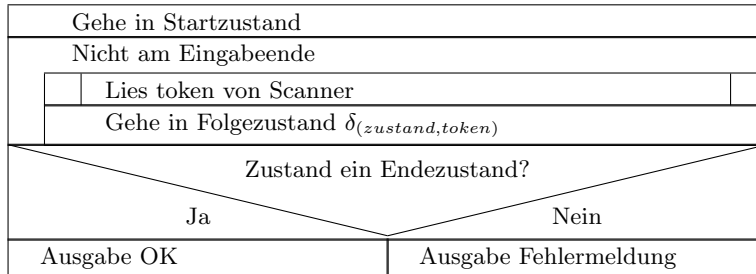 Gehe in Startzustand
Nicht am Eingabeende
Lies token von Scanner
Gehe in Folgezustand δ(zustand,token)
Zustand ein Endezustand?
Ja Nein
Ausgabe OK Ausgabe Fehlermeldung